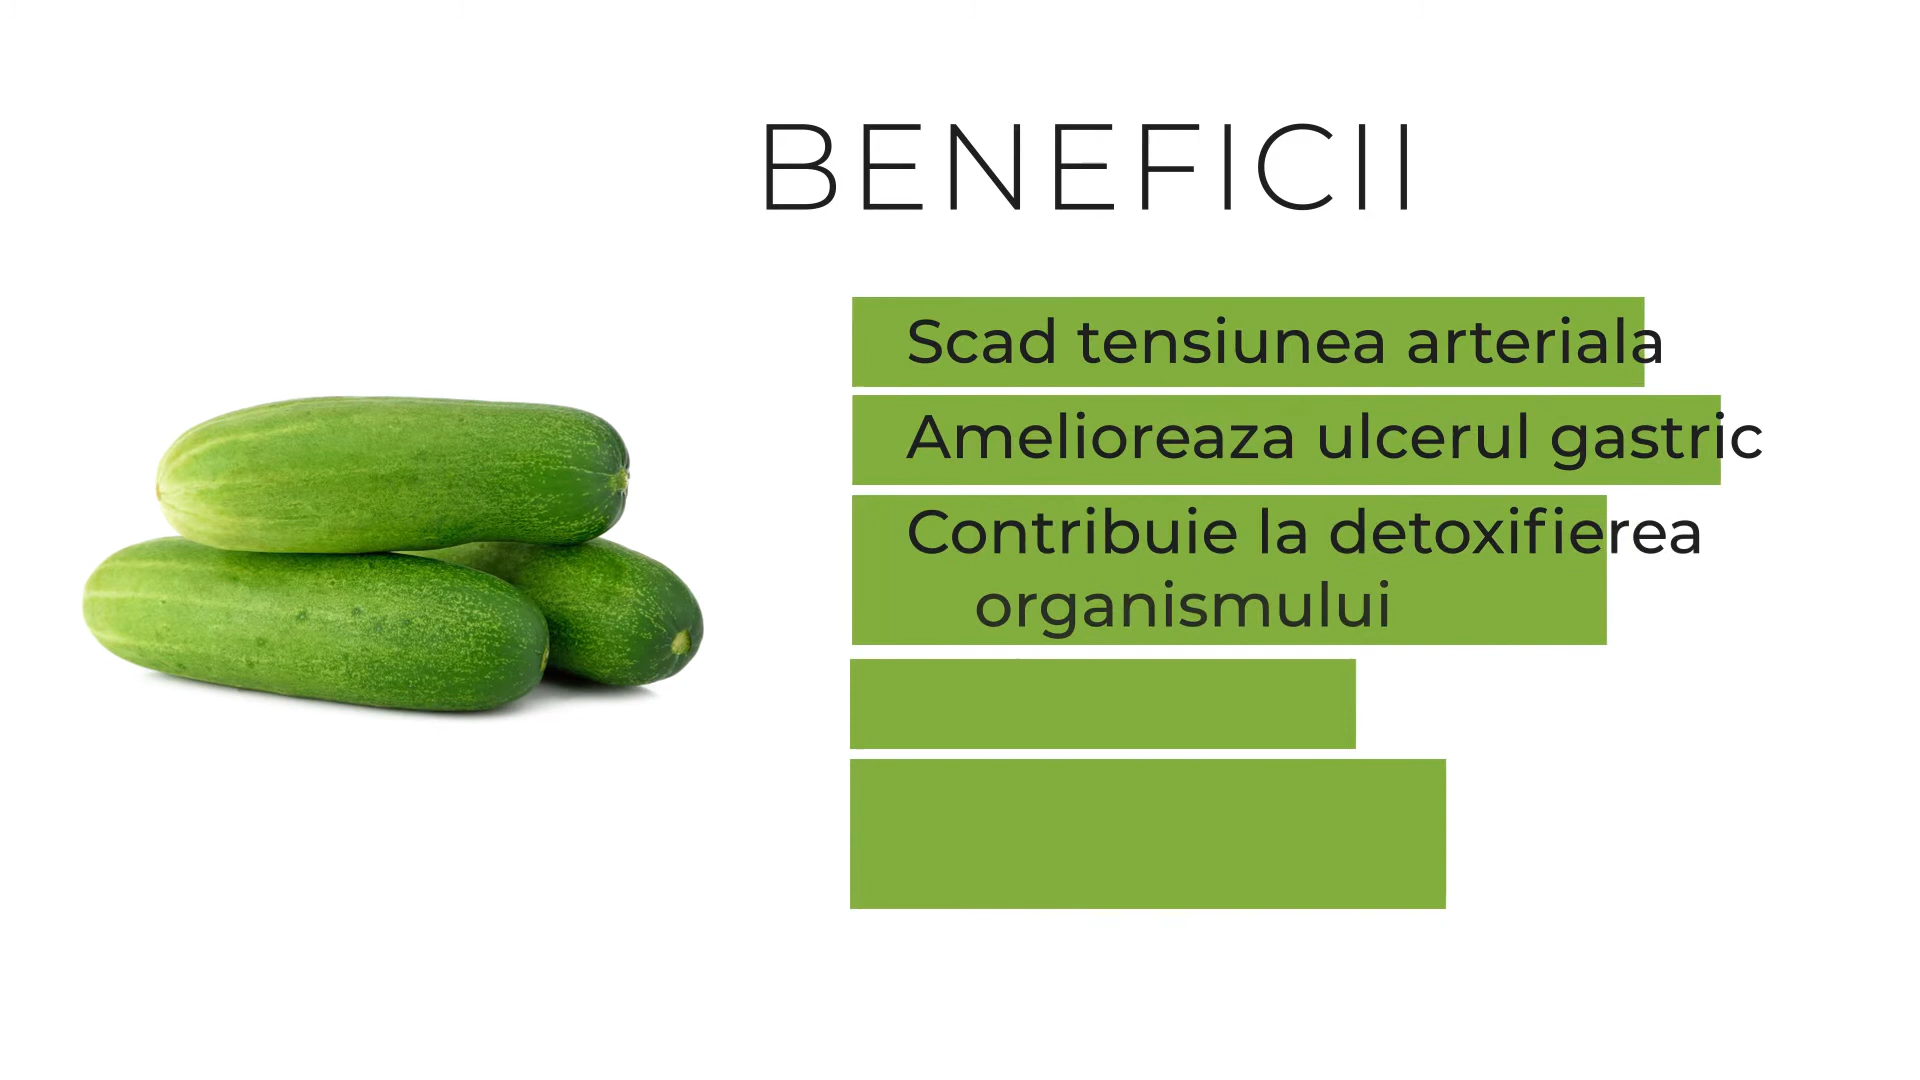 BENEFICII
Scad tensiunea arteriala
Amelioreaza ulcerul gastric
Contribuie la detoxifierea
organismului